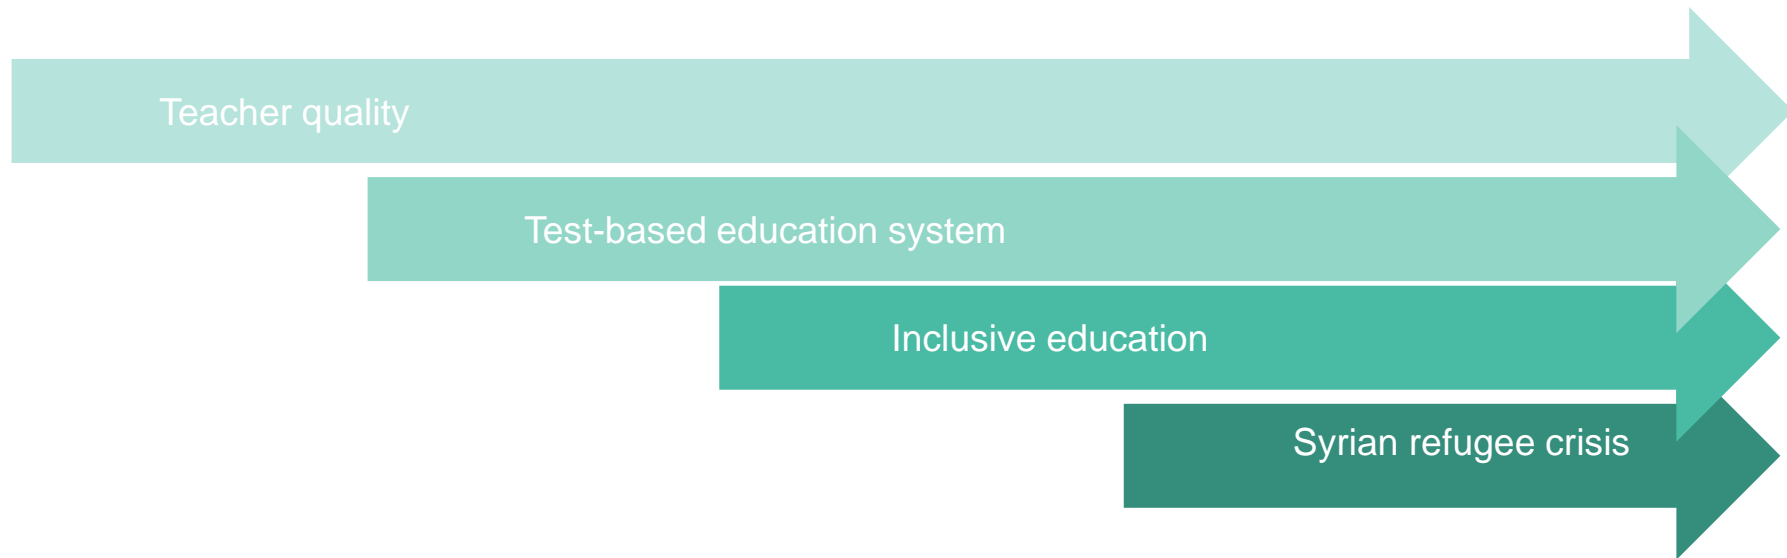 Teacher quality
Test-based education system
Inclusive education
Syrian refugee crisis